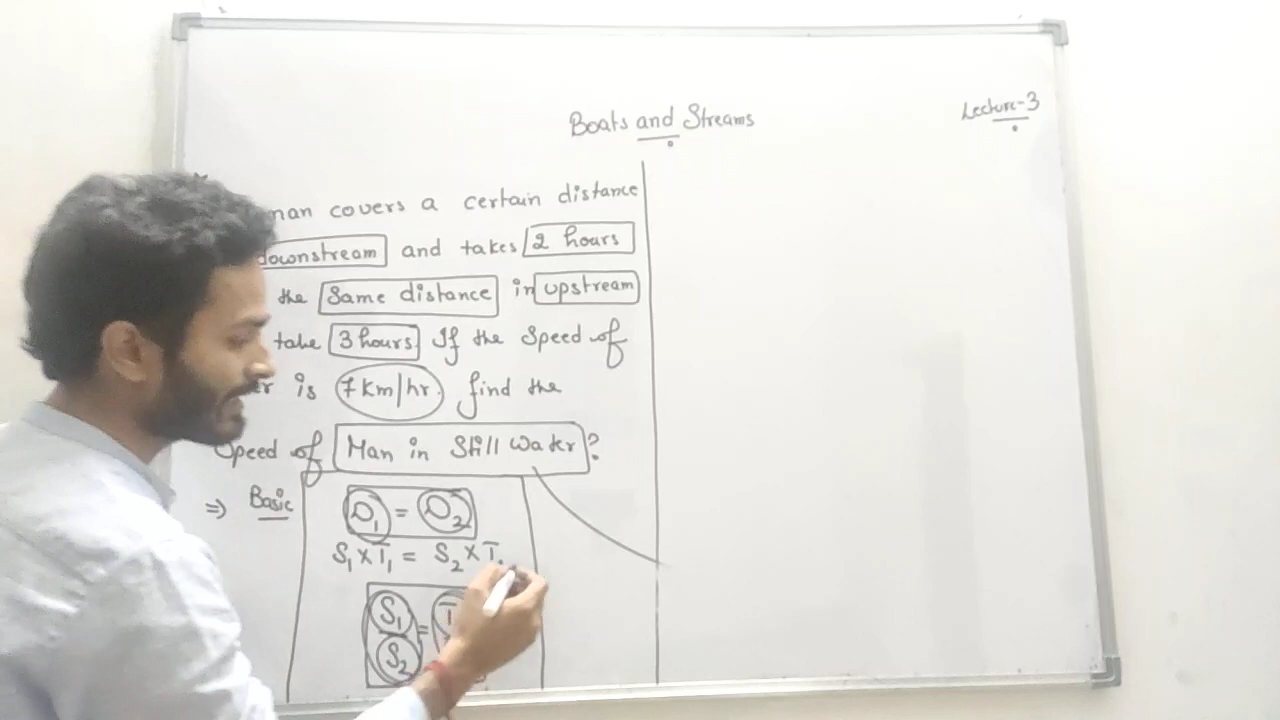 Boats and Streams
Lecture-3
man covers a certain distance
downstream and takes 2 hours
the Same distance in upstream
take 3 hours. If the Speed of
is 7 km/hr. find the
Speed of Man in Still Water?
⇒ Basic
D₁ = D₂
S₁ × T₁ = S₂ × T
S₁ = T
S₂